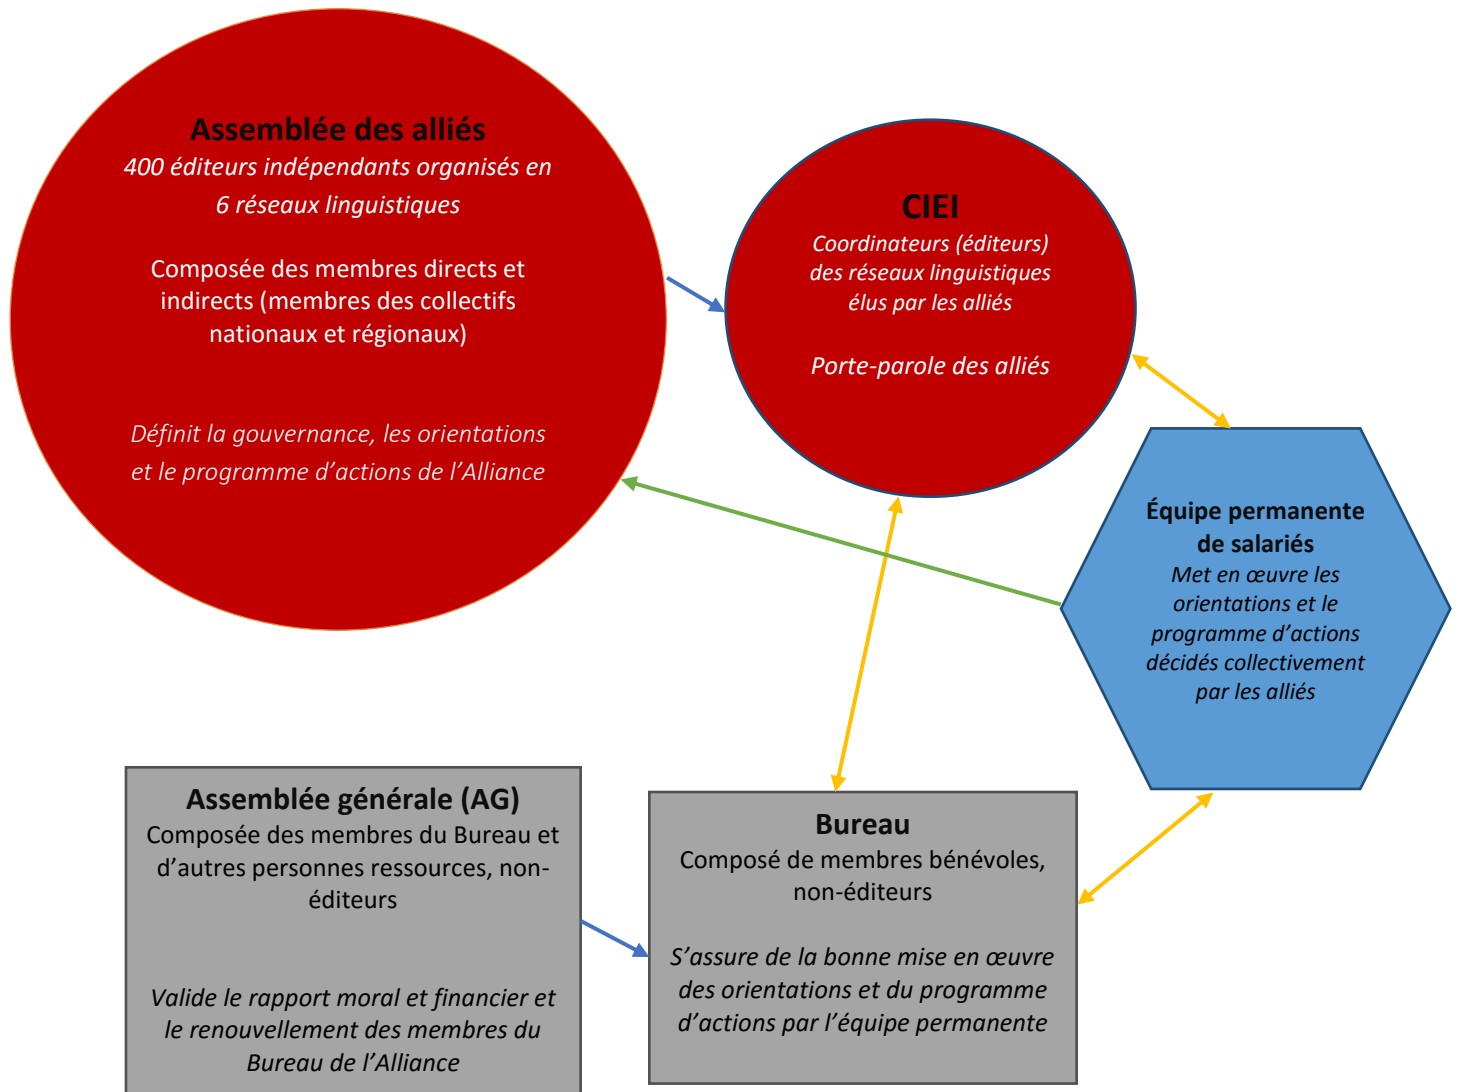 Assemblée des alliés
400 éditeurs indépendants organisés en
6 réseaux linguistiques
Composée des membres directs et
indirects (membres des collectifs
nationaux et régionaux)
Définit la gouvernance, les orientations
et le programme d’actions de l’Alliance
CIEI
Coordinateurs (éditeurs)
des réseaux linguistiques
élus par les alliés
Porte-parole des alliés
Équipe permanente
de salariés
Met en œuvre les
orientations et le
programme d’actions
décidés collectivement
par les alliés
Assemblée générale (AG)
Composée des membres du Bureau et
d’autres personnes ressources, non-
éditeurs
Valide le rapport moral et financier et
le renouvellement des membres du
Bureau de l’Alliance
Bureau
Composé de membres bénévoles,
non-éditeurs
S’assure de la bonne mise en œuvre
des orientations et du programme
d’actions par l’équipe permanente